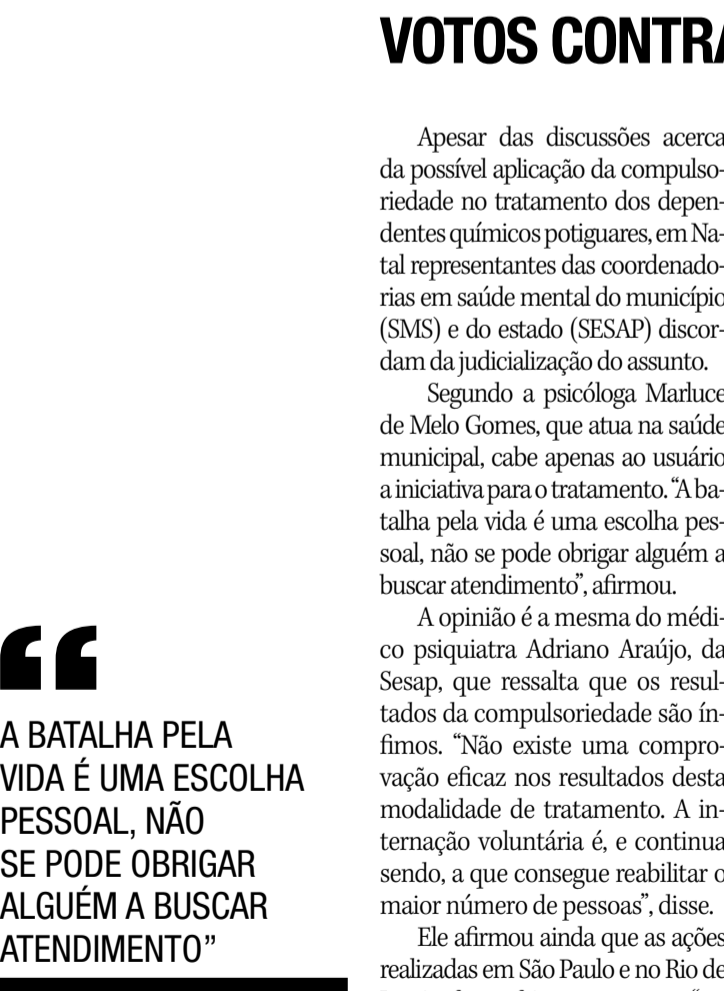 VOTOS CONTRA
Apesar das discussões acerca
da possível aplicação da compulso-
riedade no tratamento dos depen-
dentes químicos potiguares, em Na-
tal representantes das coordenado-
rias em saúde mental do município
(SMS) e do estado (SESAP) discor-
dam da judicialização do assunto.
Segundo a psicóloga Marluce
de Melo Gomes, que atua na saúde
municipal, cabe apenas ao usuário
a iniciativa para o tratamento. “A ba-
talha pela vida é uma escolha pes-
soal, não se pode obrigar alguém a
buscar atendimento”, afirmou.
A opinião é a mesma do médi-
co psiquiatra Adriano Araújo, da
Sesap, que ressalta que os resul-
tados da compulsoriedade são ín-
fimos. “Não existe uma compro-
vação eficaz nos resultados desta
modalidade de tratamento. A in-
ternação voluntária é, e continua
sendo, a que consegue reabilitar o
maior número de pessoas”, disse.
Ele afirmou ainda que as ações
realizadas em São Paulo e no Rio de
“
A BATALHA PELA
VIDA É UMA ESCOLHA
PESSOAL, NÃO
SE PODE OBRIGAR
ALGUÉM A BUSCAR
ATENDIMENTO”